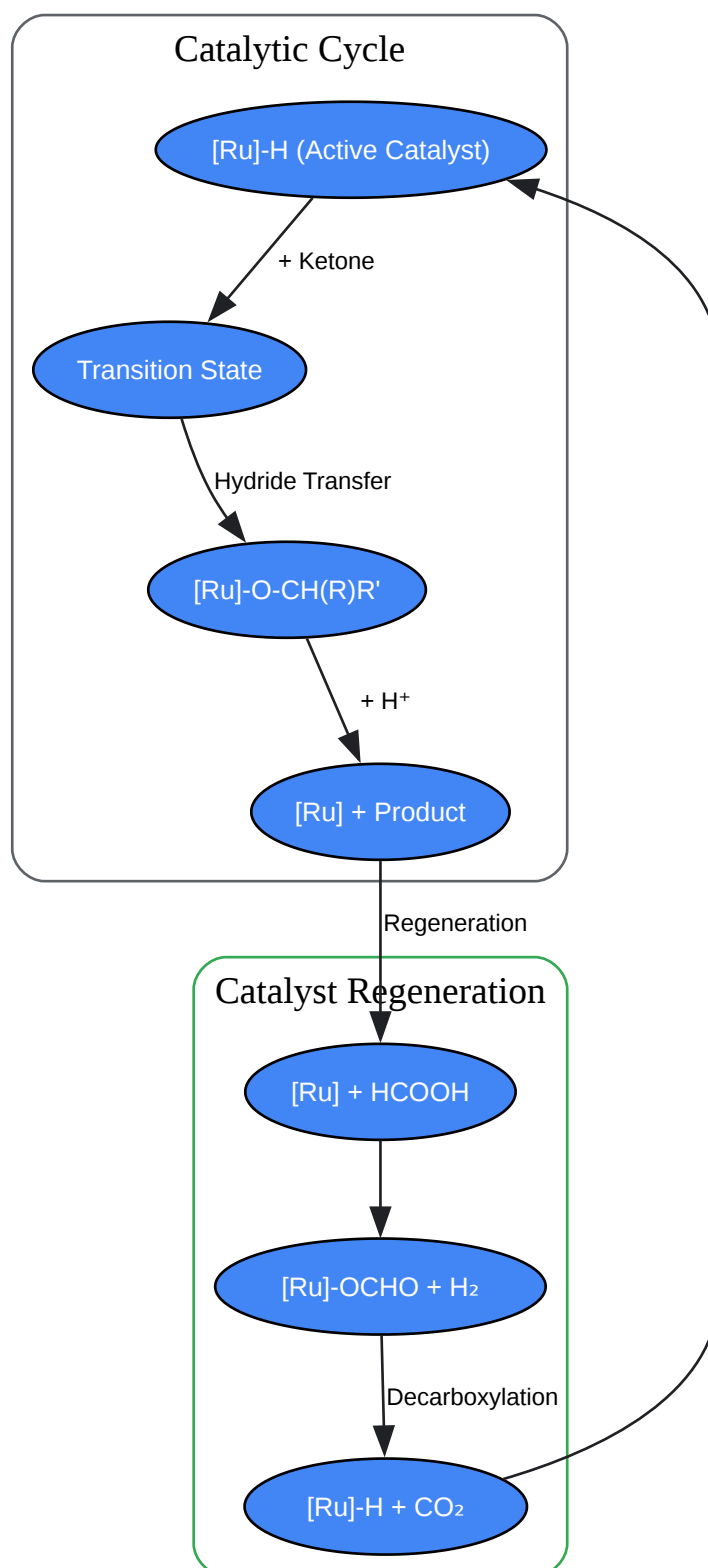 Catalytic Cycle
[Ru]-H (Active Catalyst)
+ Ketone
Transition State
Hydride Transfer
[Ru]-O-CH(R)R'
+ H⁺
[Ru] + Product
Regeneration
Catalyst Regeneration
[Ru] + HCOOH
[Ru]-OCHO + H₂
Decarboxylation
[Ru]-H + CO₂